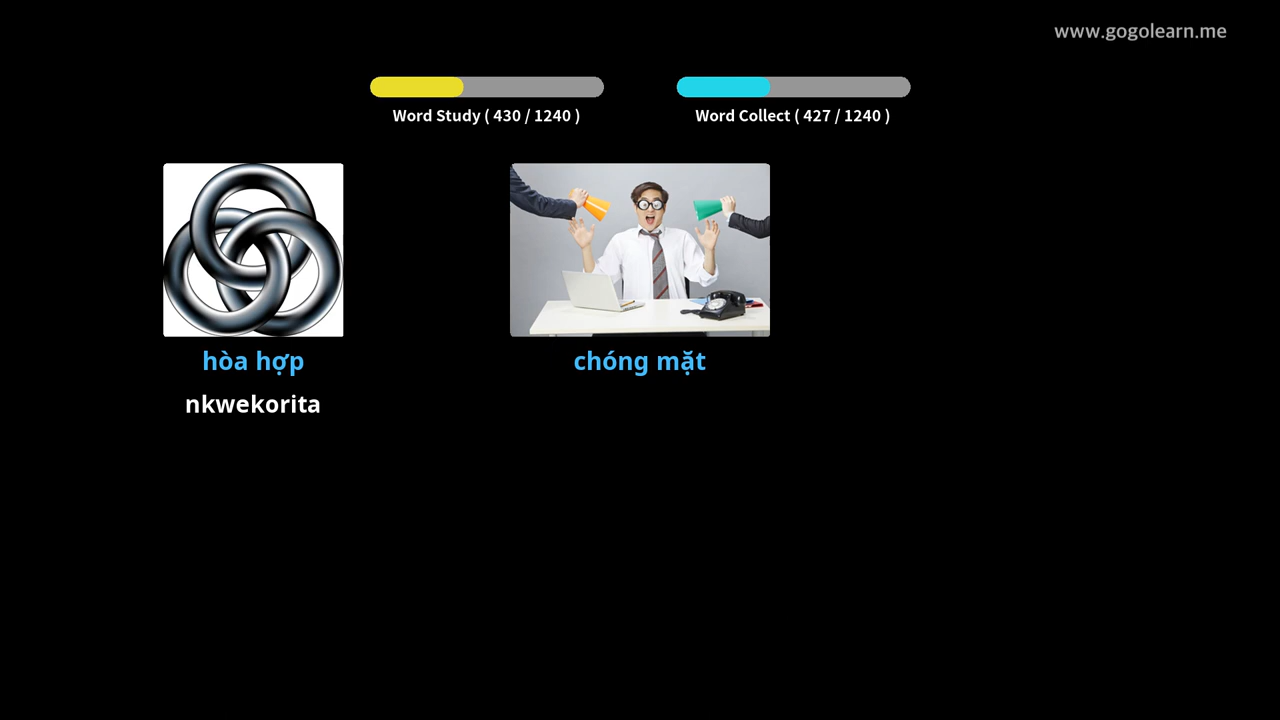 www.gogolearn.me
Word Study ( 430 / 1240 )
Word Collect ( 427 / 1240 )
hòa hợp
nkwekorita
chóng mặt